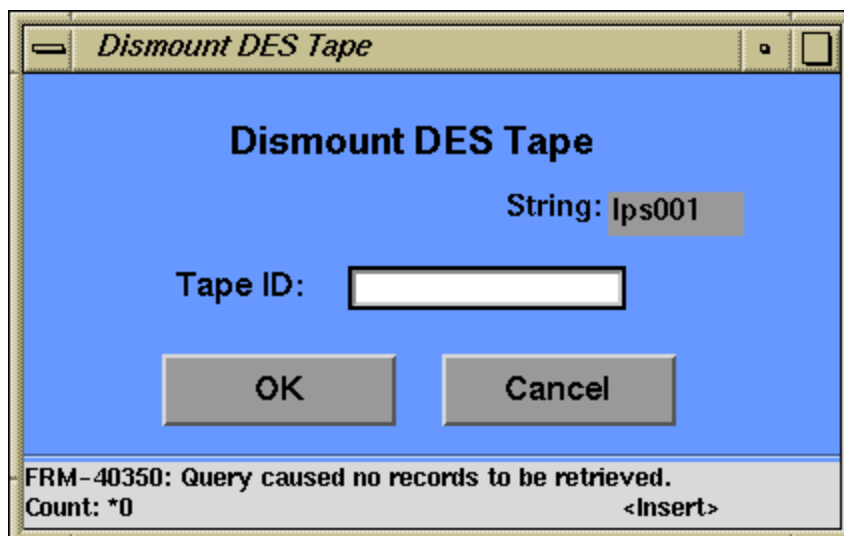 Dismount DES Tape
Dismount DES Tape
String: lps001
Tape ID:
OK Cancel
FRM-40350: Query caused no records to be retrieved.
Count: *0 <Insert>